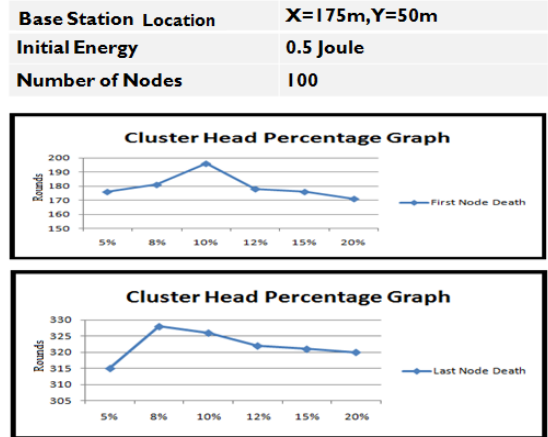 Base Station Location X=175m,Y=50m
Initial Energy 0.5 Joule
Number of Nodes 100
Cluster Head Percentage Graph
200
190
180
170
160
150
Rounds
5% 8% 10% 12% 15% 20%
First Node Death
Cluster Head Percentage Graph
330
325
320
315
310
305
Rounds
5% 8% 10% 12% 15% 20%
Last Node Death